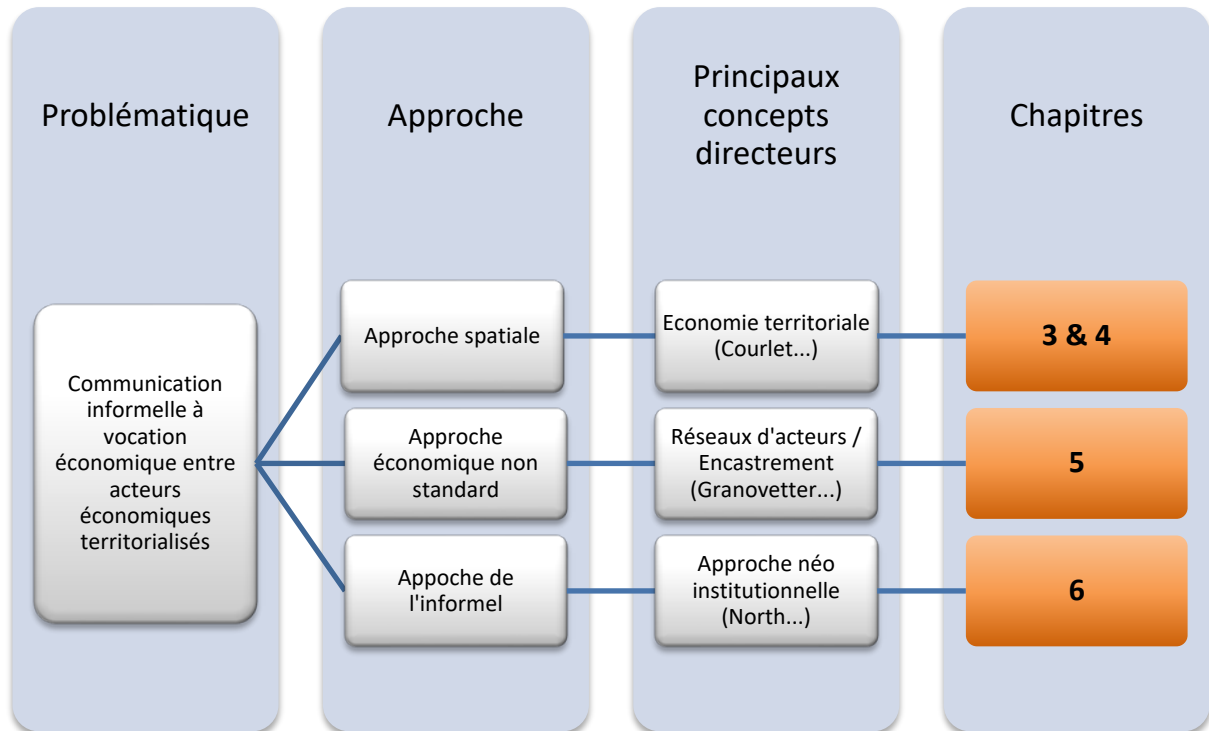 Problématique
Approche
Principaux
concepts
directeurs
Chapitres
Communication
informelle à
vocation
économique entre
acteurs
économiques
territorialisés
Approche spatiale
Economie territoriale
(Courlet...)
3 & 4
Approche
économique non
standard
Réseaux d'acteurs /
Encastrement
(Granovetter...)
5
Appoche de
l'informel
Approche néo
institutionnelle
(North...)
6